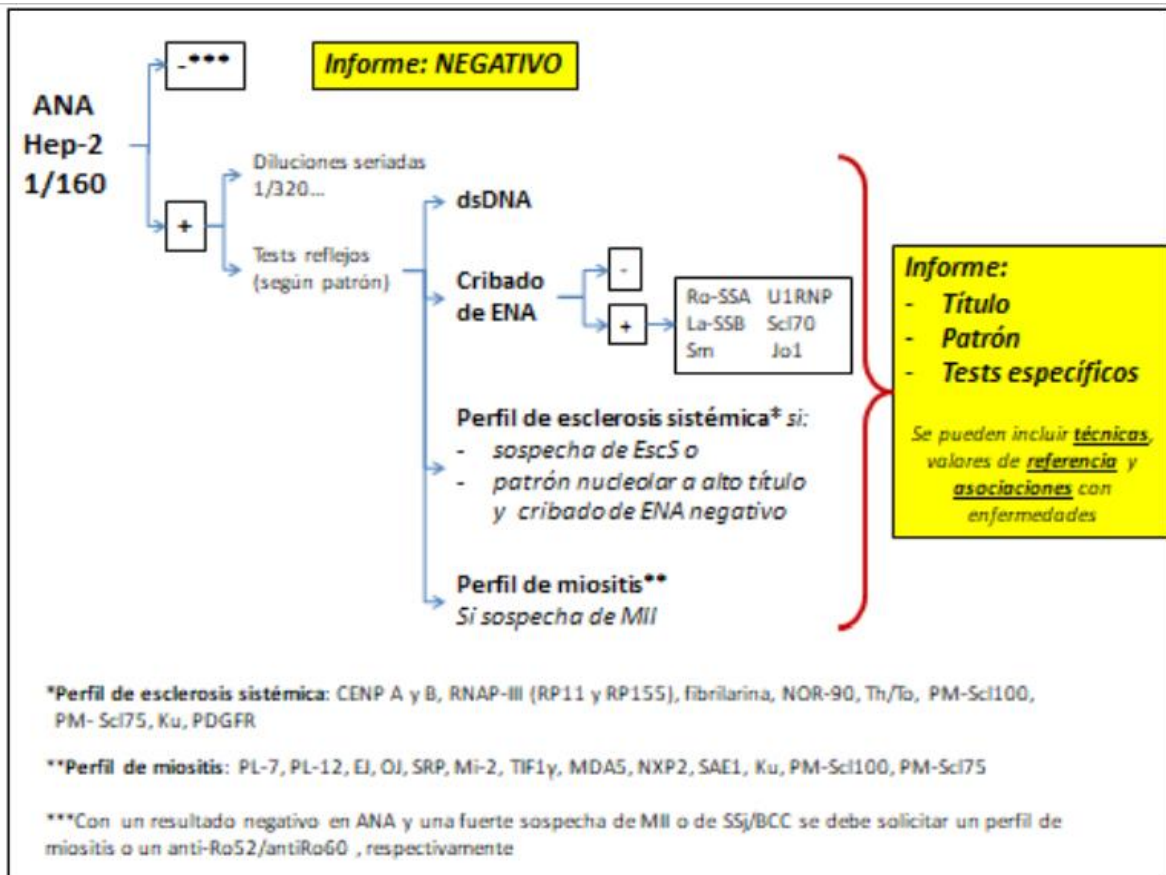 -***
Informe: NEGATIVO
ANA
Hep-2
1/160
+
Diluciones seriadas
1/320...
Tests reflejos
(según patrón)
dsDNA
Cribado
de ENA
-
+
Ro-SSA U1RNP
La-SSB Scl70
Sm Jo1
Perfil de esclerosis sistémica* si:
- sospecha de EscS o
- patrón nucleolar a alto título
y cribado de ENA negativo
Perfil de miositis**
Si sospecha de MII
Informe:
- Título
- Patrón
- Tests específicos
Se pueden incluir técnicas,
valores de referencia y
asociaciones con
enfermedades
*Perfil de esclerosis sistémica: CENP A y B, RNAP-III (RP11 y RP155), fibrilarina, NOR-90, Th/To, PM-Scl100,
PM- Scl75, Ku, PDGFR
**Perfil de miositis: PL-7, PL-12, EJ, OJ, SRP, Mi-2, TIF1γ, MDA5, NXP2, SAE1, Ku, PM-Scl100, PM-Scl75
***Con un resultado negativo en ANA y una fuerte sospecha de MII o de SSj/BCC se debe solicitar un perfil de
miositis o un anti-Ro52/antiRo60 , respectivamente